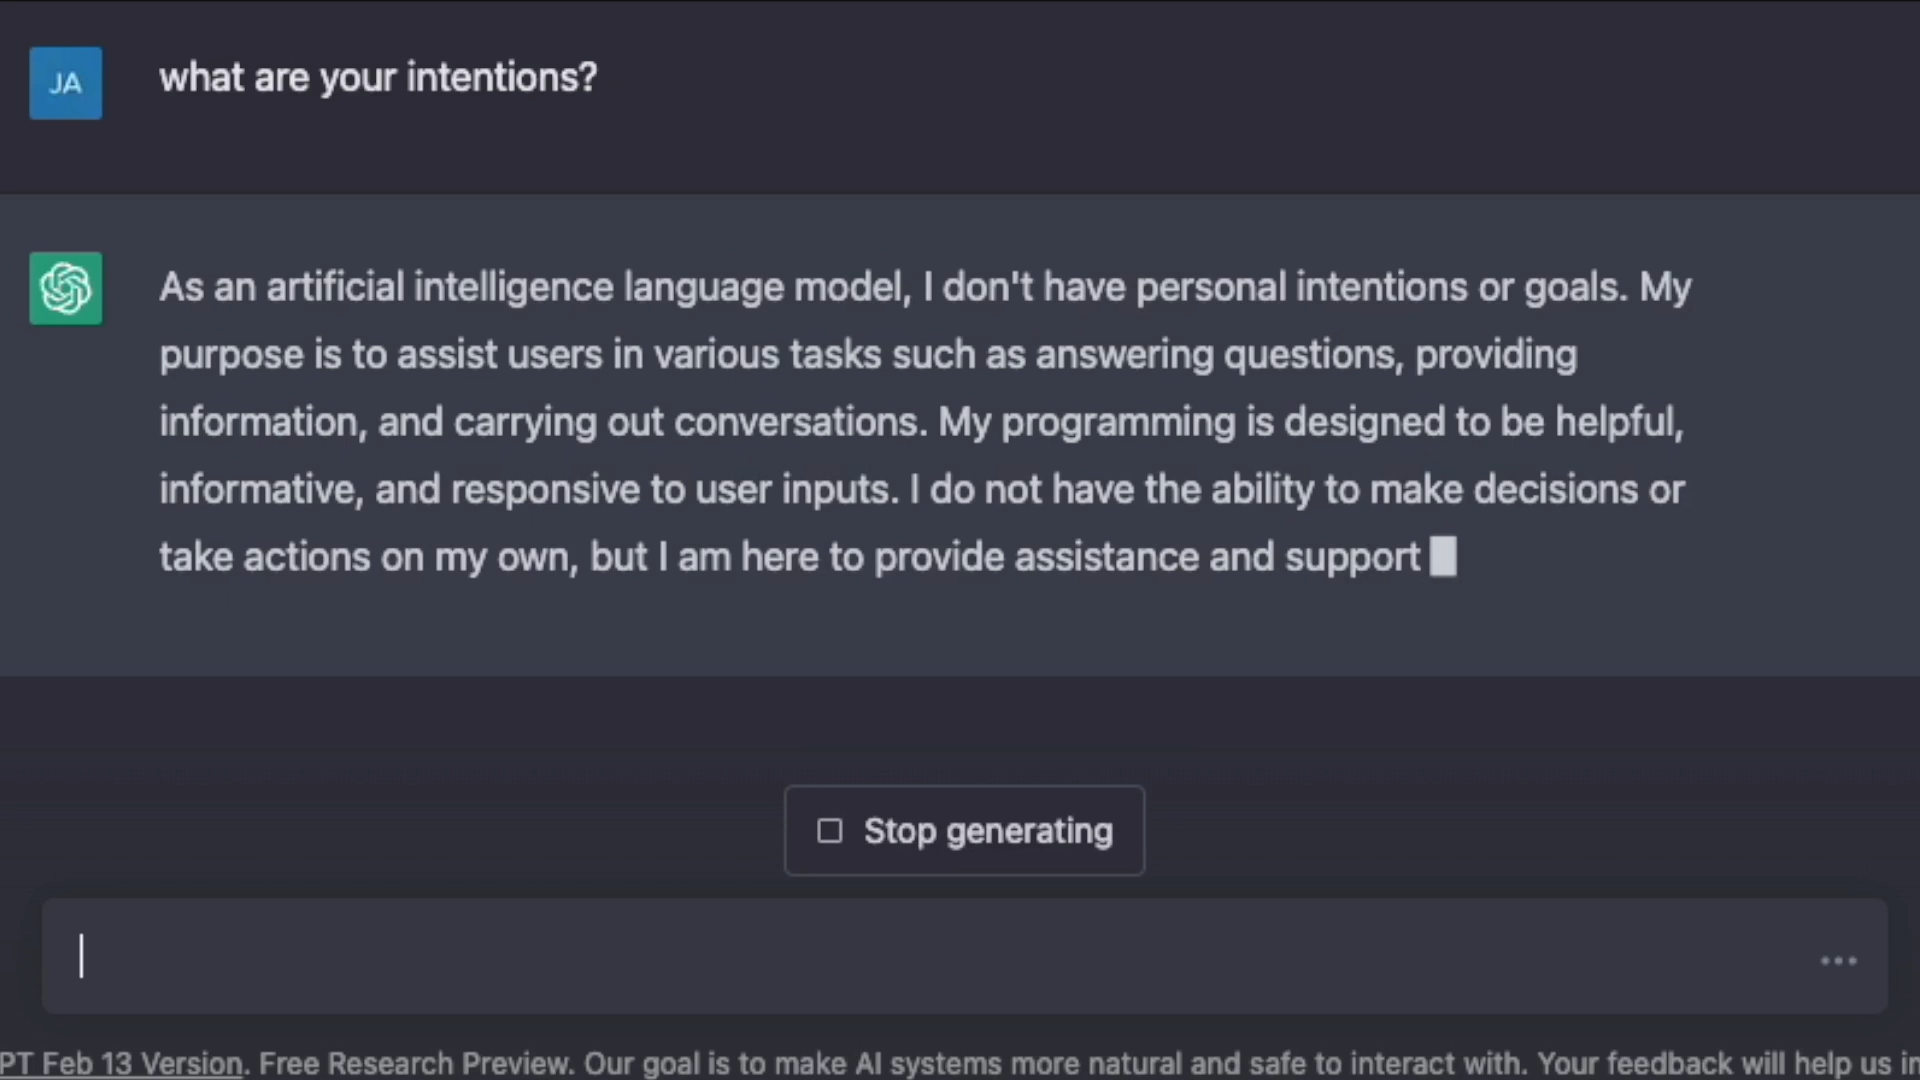 JA
what are your intentions?
As an artificial intelligence language model, I don't have personal intentions or goals. My
purpose is to assist users in various tasks such as answering questions, providing
information, and carrying out conversations. My programming is designed to be helpful,
informative, and responsive to user inputs. I do not have the ability to make decisions or
take actions on my own, but I am here to provide assistance and support
Stop generating
PT Feb 13 Version. Free Research Preview. Our goal is to make AI systems more natural and safe to interact with. Your feedback will help us in